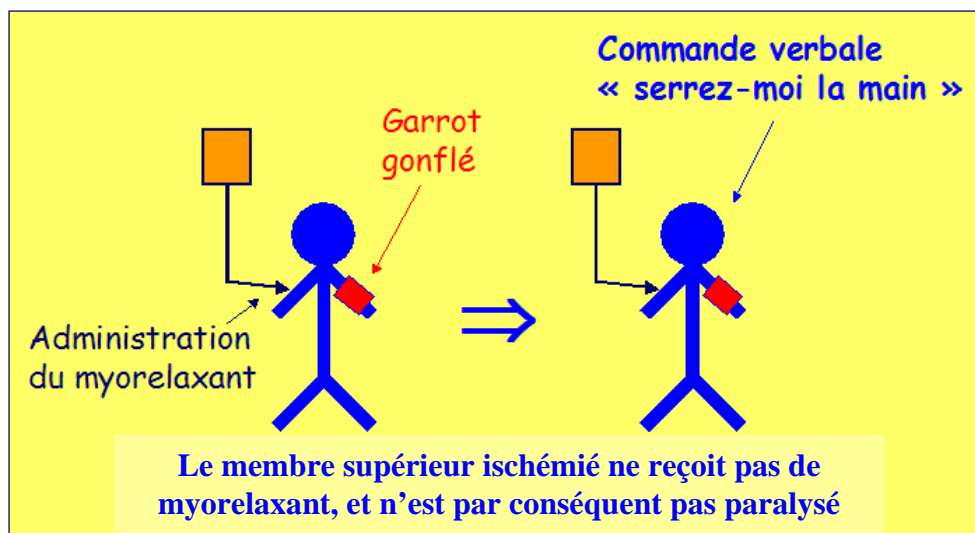 Commande verbale
« serrez-moi la main »
Garrot
gonflé
Administration
du myorelaxant
Le membre supérieur ischémié ne reçoit pas de
myorelaxant, et n’est par conséquent pas paralysé